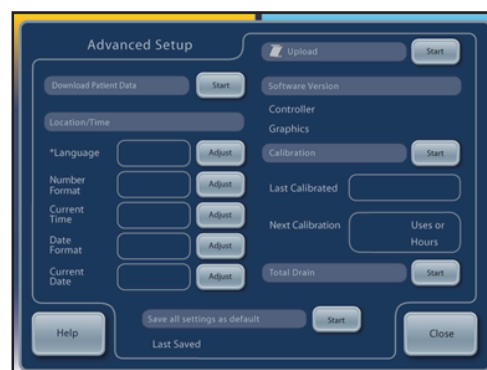 Advanced Setup
Upload
Start
Download Patient Data
Start
Software Version
Location/Time
Controller
Graphics
*Language
Adjust
Calibration
Start
Number
Format
Adjust
Last Calibrated
Current
Time
Adjust
Next Calibration
Uses or
Hours
Date
Format
Adjust
Current
Date
Adjust
Total Drain
Start
Help
Save all settings as default
Start
Last Saved
Close